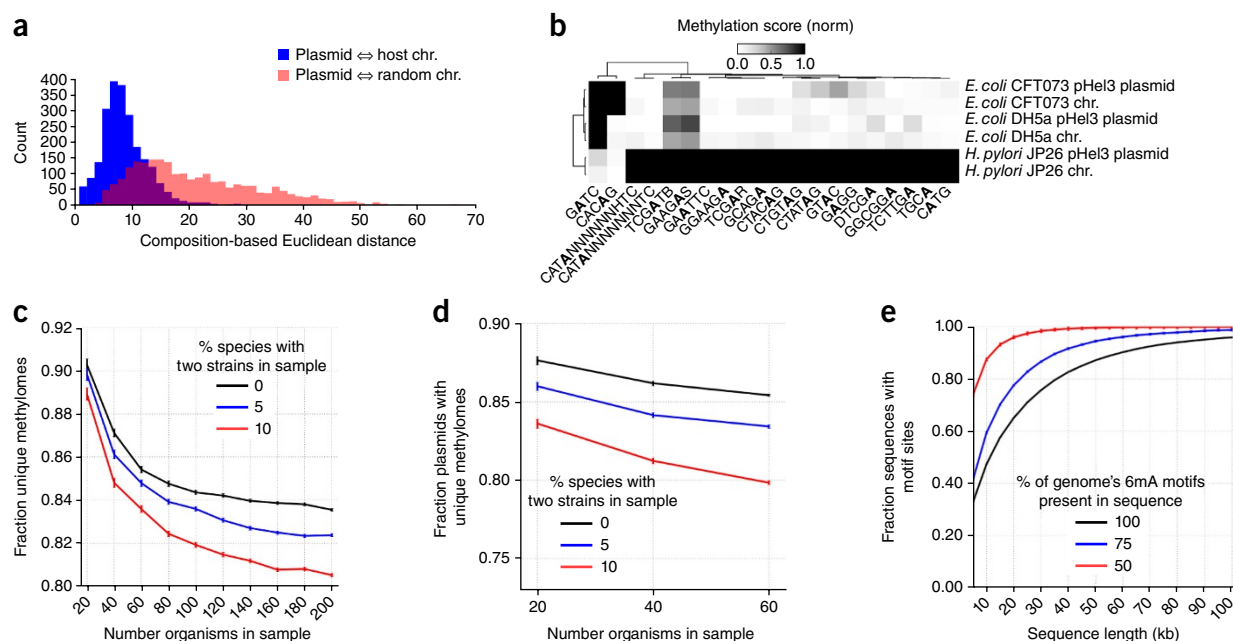 a
Plasmid ⇔ host chr.
Plasmid ⇔ random chr.
400
350
300
250
200
150
100
50
0
Count
0
10
20
30
40
50
60
70
Composition-based Euclidean distance
b
Methylation score (norm)
0.0
0.5
1.0
E. coli CFT073 pHel3 plasmid
E. coli CFT073 chr.
E. coli DH5a pHel3 plasmid
E. coli DH5a chr.
H. pylori JP26 pHel3 plasmid
H. pylori JP26 chr.
GATC
CACAG
CATANNNNNHTC
CATANNNNNNNTC
TCGATB
GAAGAS
GAATTC
GGAAGA
TCGAR
GCAGA
CTACAG
CTGTAG
CTATAG
GTAC
GAGG
DTCGA
GGCGGA
TCTTGA
TGCA
CATG
c
0.92
0.90
0.88
0.86
0.84
0.82
0.80
Fraction unique methylomes
% species with
two strains in sample
0
5
10
20
40
60
80
100
120
140
160
180
200
Number organisms in sample
d
0.90
0.85
0.80
0.75
Fraction plasmids with
unique methylomes
% species with
two strains in sample
0
5
10
20
40
60
Number organisms in sample
e
1.00
0.80
0.60
0.40
0.20
0.00
Fraction sequences with
motif sites
% of genome's 6mA motifs
present in sequence
100
75
50
10
20
30
40
50
60
70
80
90
100
Sequence length (kb)